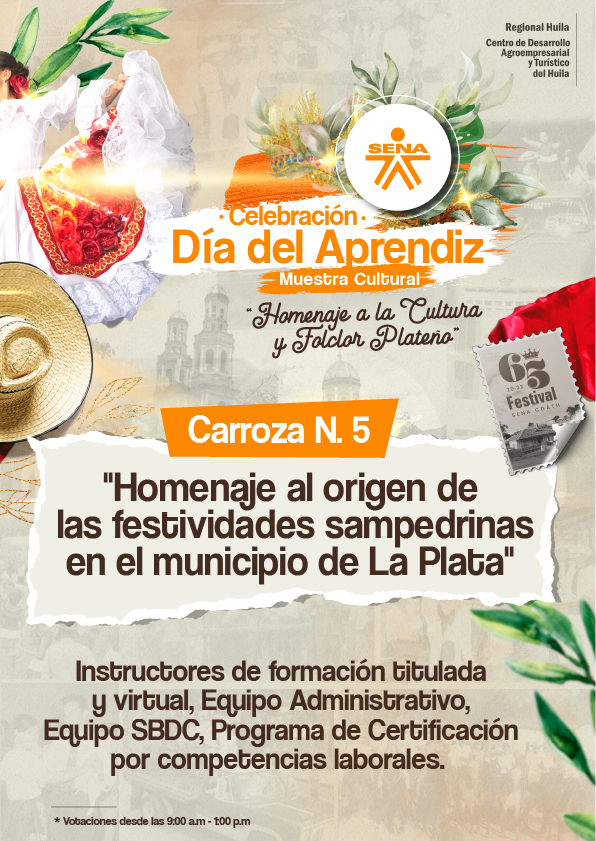 Regional Huila
Centro de Desarrollo
Agroempresarial
y Turístico
del Huila
SENA
· Celebración ·
Día del Aprendiz
Muestra Cultural
"Homenaje a la Cultura
y Folclor Plateño"
65
Festival
SENA CDATH
Carroza N. 5
"Homenaje al origen de
las festividades sampedrinas
en el municipio de La Plata"
Instructores de formación titulada
y virtual, Equipo Administrativo,
Equipo SBDC, Programa de Certificación
por competencias laborales.
* Votaciones desde las 9:00 a.m - 1:00 p.m